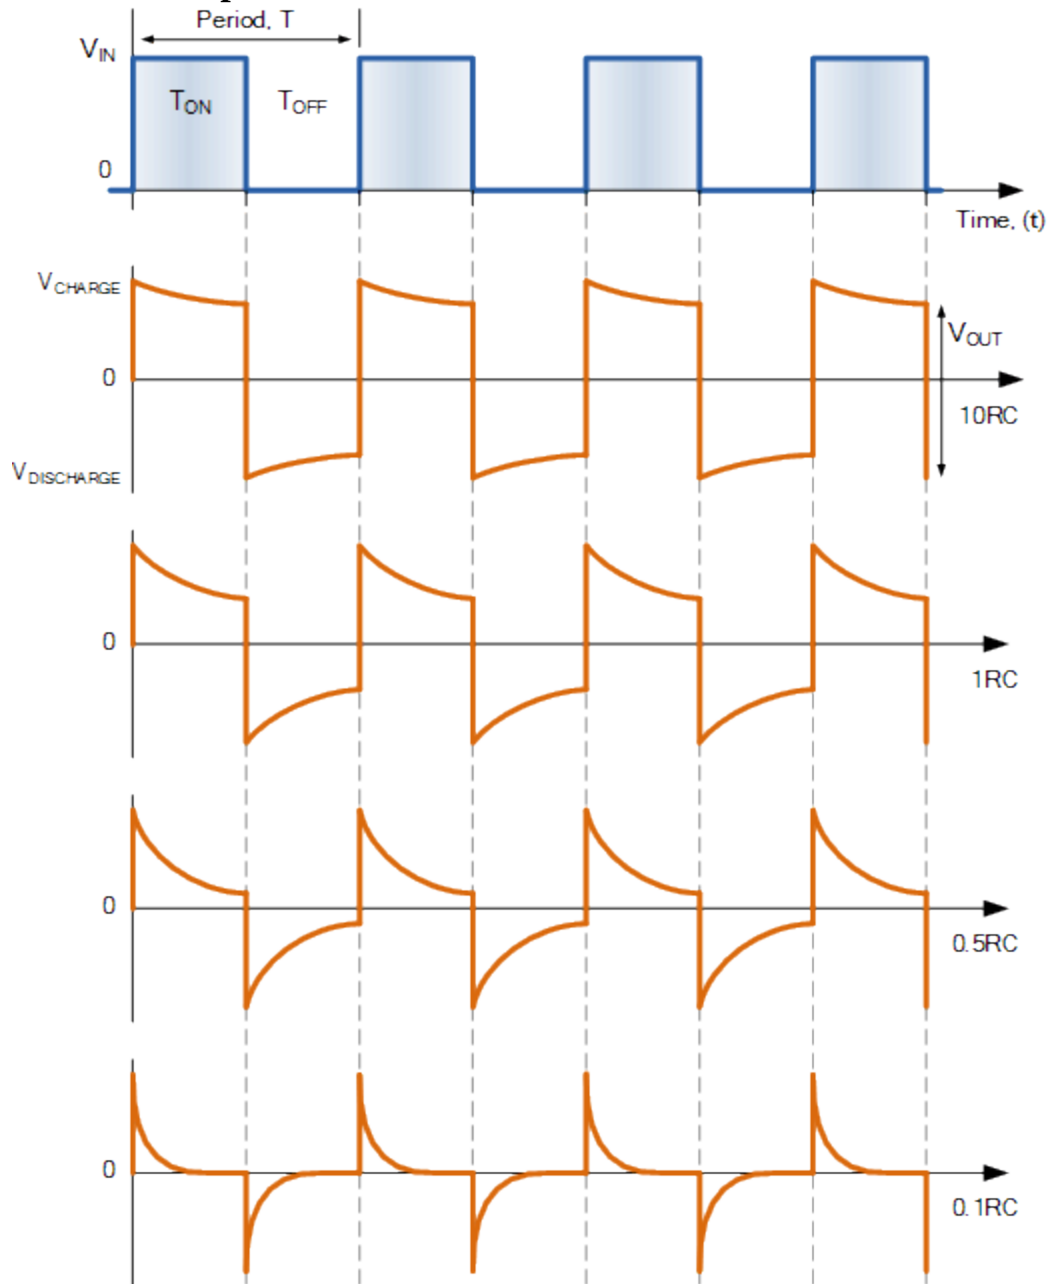 Period, T
VIN
TON
TOFF
0
Time, (t)
VCHARGE
VOUT
0
10RC
VDISCHARGE
0
1RC
0
0.5RC
0
0.1RC